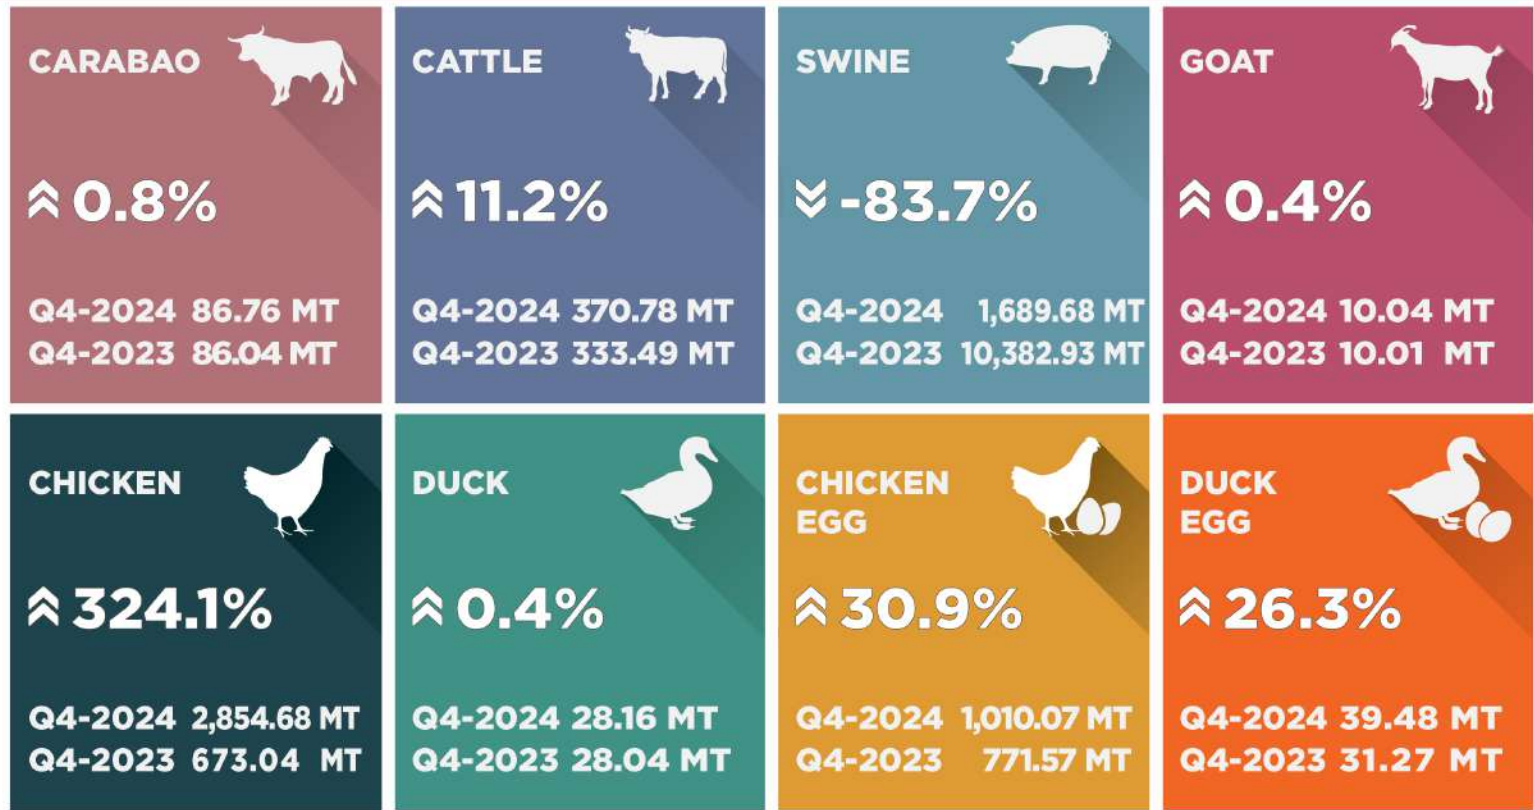 CARABAO
0.8%
Q4-2024 86.76 MT
Q4-2023 86.04 MT
CATTLE
11.2%
Q4-2024 370.78 MT
Q4-2023 333.49 MT
SWINE
-83.7%
Q4-2024 1,689.68 MT
Q4-2023 10,382.93 MT
GOAT
0.4%
Q4-2024 10.04 MT
Q4-2023 10.01 MT
CHICKEN
324.1%
Q4-2024 2,854.68 MT
Q4-2023 673.04 MT
DUCK
0.4%
Q4-2024 28.16 MT
Q4-2023 28.04 MT
CHICKEN
EGG
30.9%
Q4-2024 1,010.07 MT
Q4-2023 771.57 MT
DUCK
EGG
26.3%
Q4-2024 39.48 MT
Q4-2023 31.27 MT